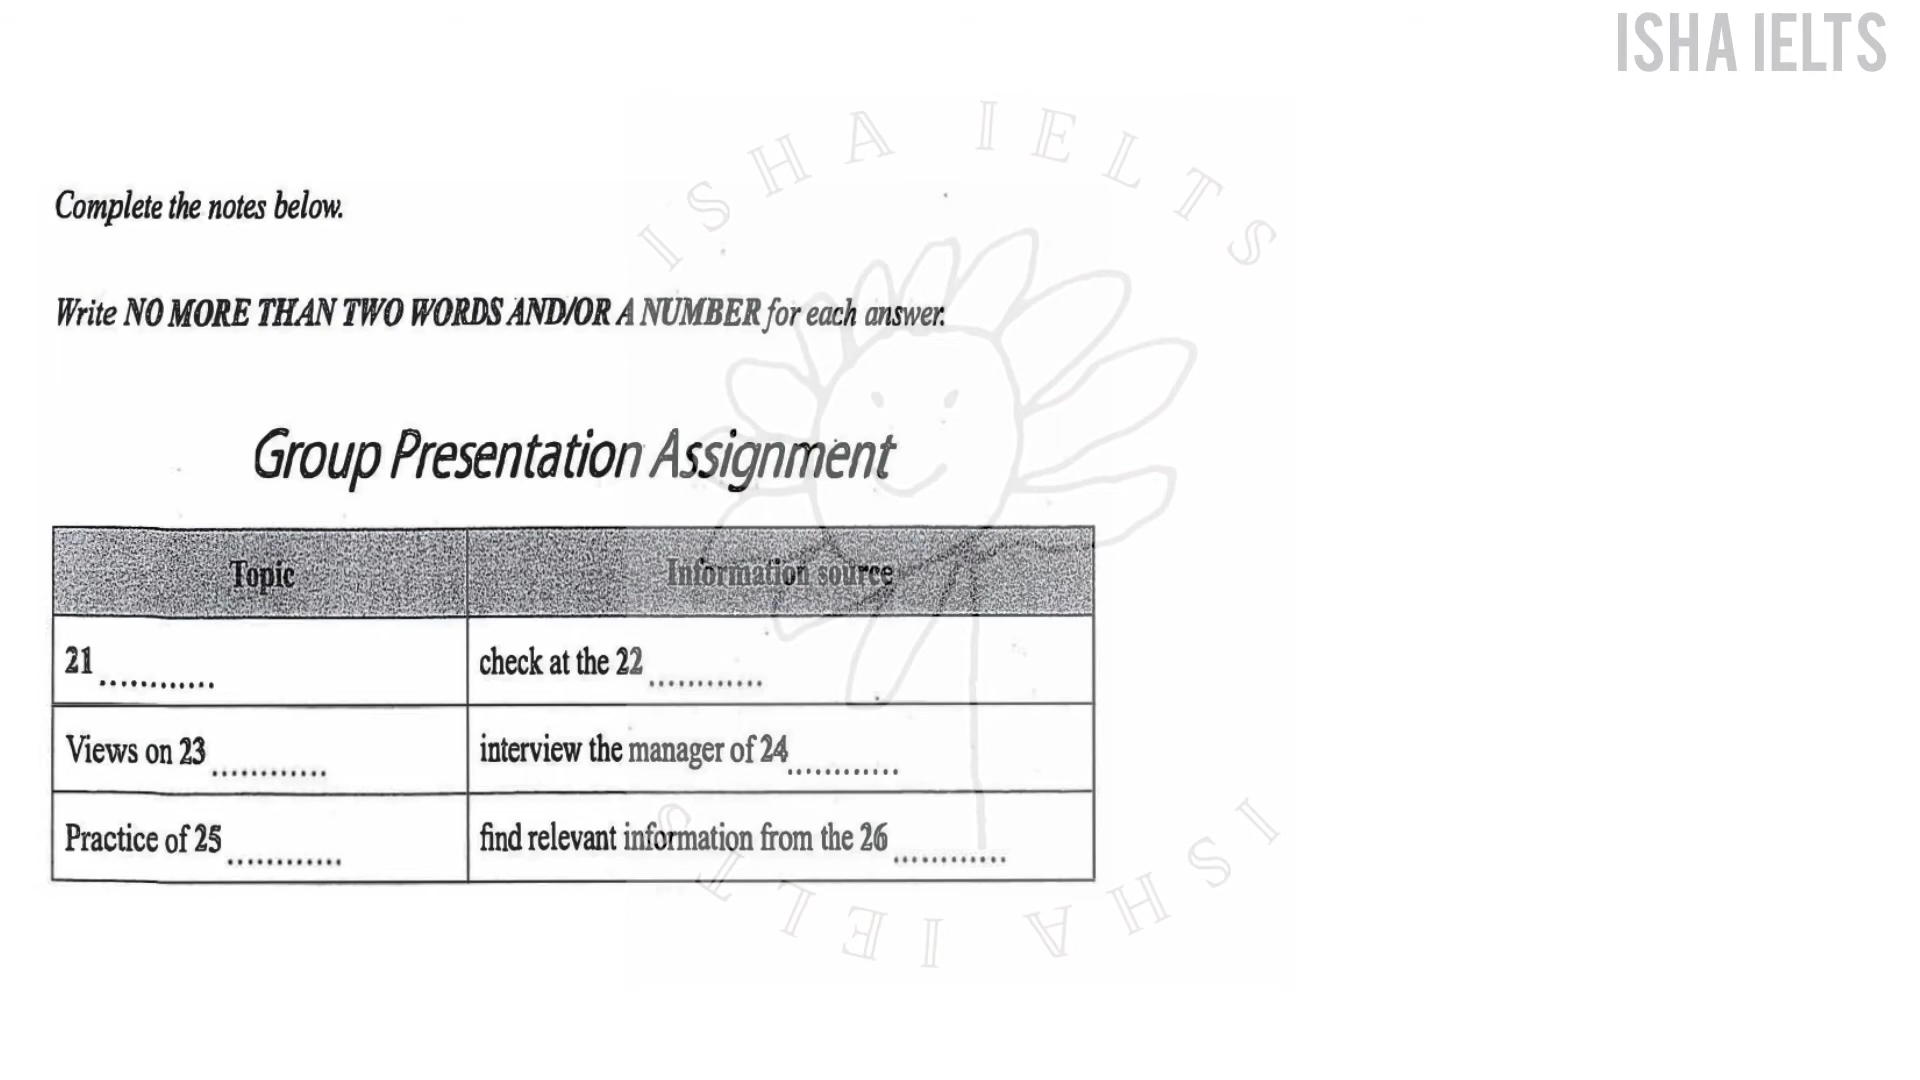 ISHA IELTS
ISHA IELTS
Complete the notes below.
Write NO MORE THAN TWO WORDS AND/OR A NUMBER for each answer.
Group Presentation Assignment
Topic Information source
21 ............ check at the 22 ............
Views on 23 ............ interview the manager of 24 ............
Practice of 25 ............ find relevant information from the 26 ............
ISHA IELTS